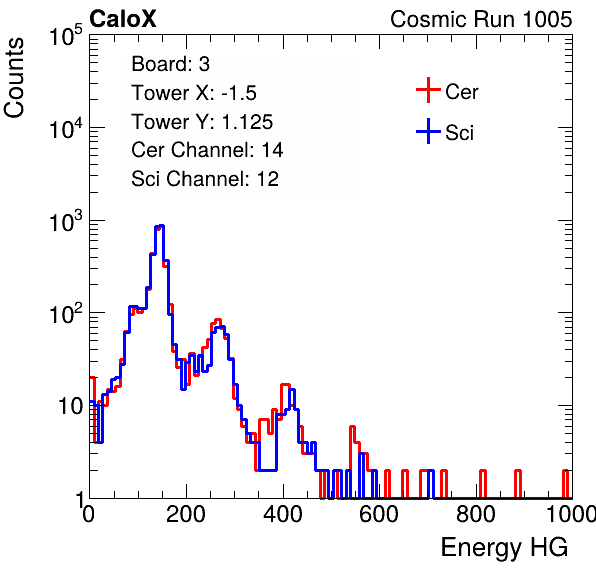 CaloX Cosmic Run 1005
Counts
Board: 3
Tower X: -1.5
Tower Y: 1.125
Cer Channel: 14
Sci Channel: 12
Cer
Sci
10^5
10^4
10^3
10^2
10
1
0 200 400 600 800 1000
Energy HG